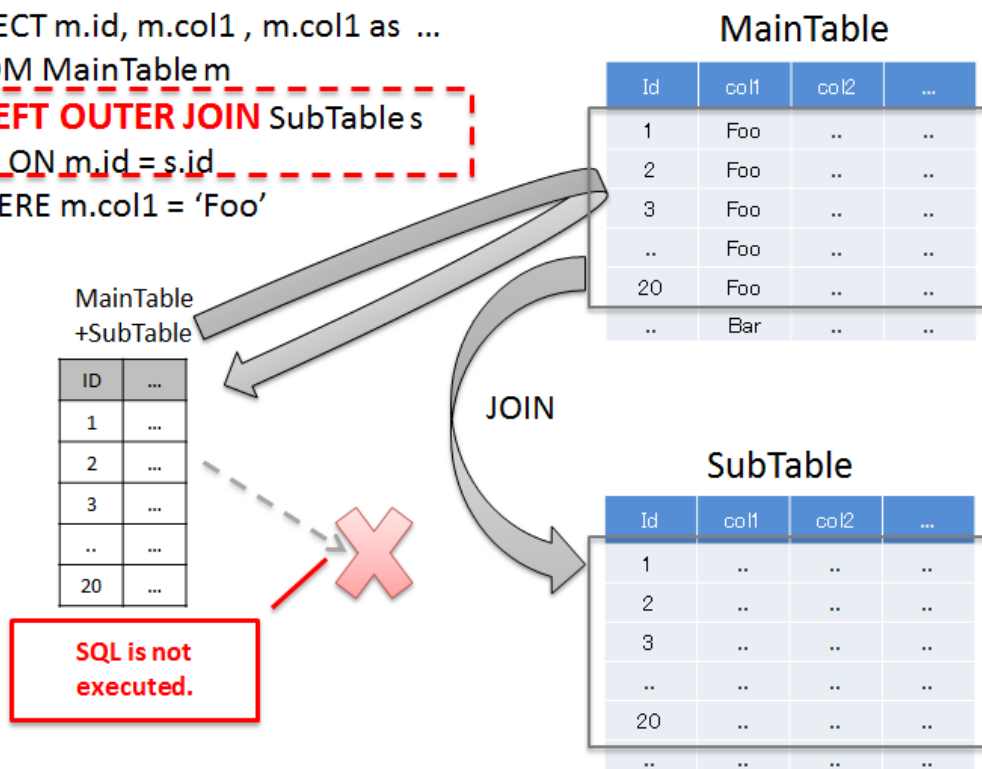 ECT m.id, m.col1 , m.col1 as ...
OM MainTable m
EFT OUTER JOIN SubTable s
ON m.id = s.id
ERE m.col1 = ‘Foo’
MainTable
Id col1 col2 ...
1 Foo .. ..
2 Foo .. ..
3 Foo .. ..
.. Foo .. ..
20 Foo .. ..
.. Bar .. ..
MainTable
+SubTable
ID ...
1 ...
2 ...
3 ...
.. ...
20 ...
JOIN
SQL is not
executed.
SubTable
Id col1 col2 ...
1 .. .. ..
2 .. .. ..
3 .. .. ..
.. .. .. ..
20 .. .. ..
.. .. .. ..